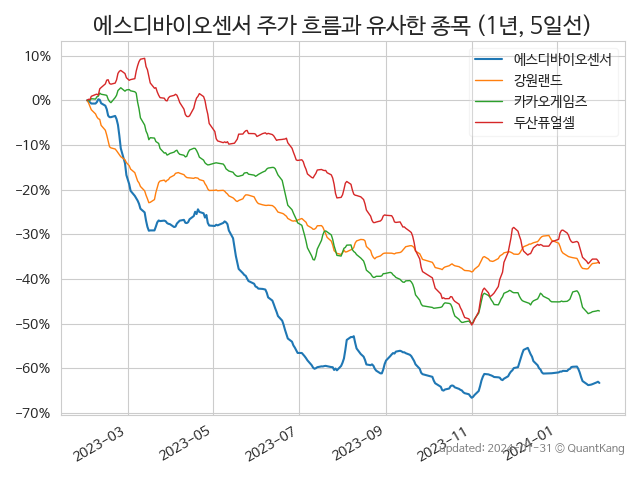 에스디바이오센서 주가 흐름과 유사한 종목 (1년, 5일선)
에스디바이오센서
강원랜드
카카오게임즈
두산퓨얼셀
10%
0%
−10%
−20%
−30%
−40%
−50%
−60%
−70%
2023-03
2023-05
2023-07
2023-09
2023-11
2024-01
updated: 2024-01-31 © QuantKang